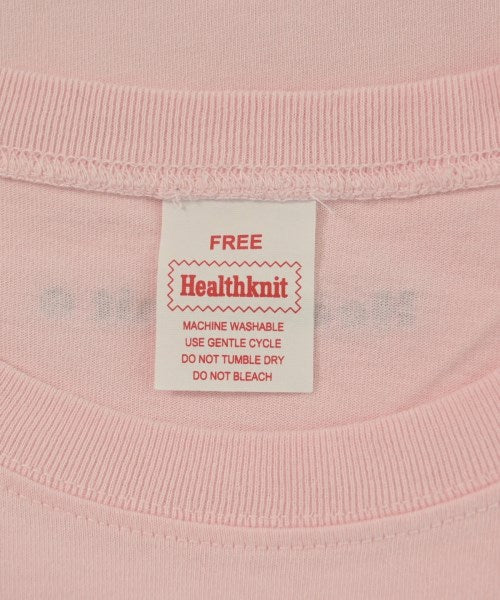 FREE
Healthknit
MACHINE WASHABLE
USE GENTLE CYCLE
DO NOT TUMBLE DRY
DO NOT BLEACH